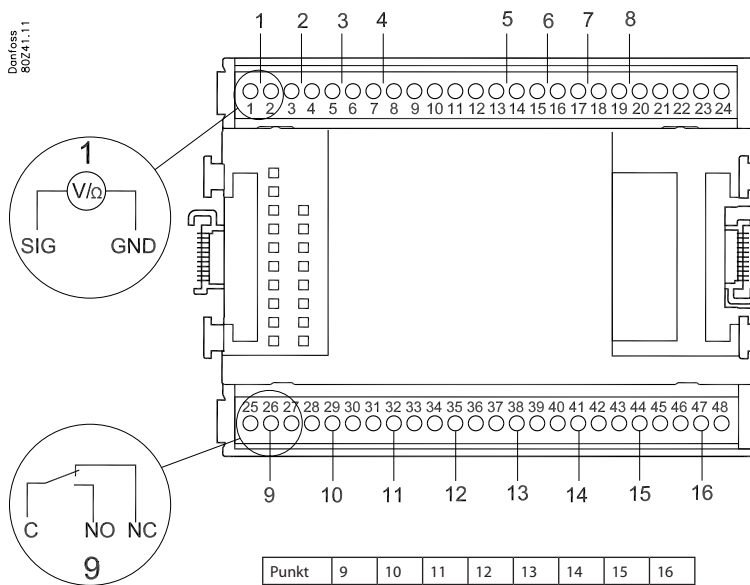 Danfoss
80Z41.11
1 2 3 4 5 6 7 8
1 2 3 4 5 6 7 8 9 10 11 12 13 14 15 16 17 18 19 20 21 22 23 24
1
V/Ω
SIG GND
25 26 27 28 29 30 31 32 33 34 35 36 37 38 39 40 41 42 43 44 45 46 47 48
9 10 11 12 13 14 15 16
C NO NC
9
Punkt 9 10 11 12 13 14 15 16